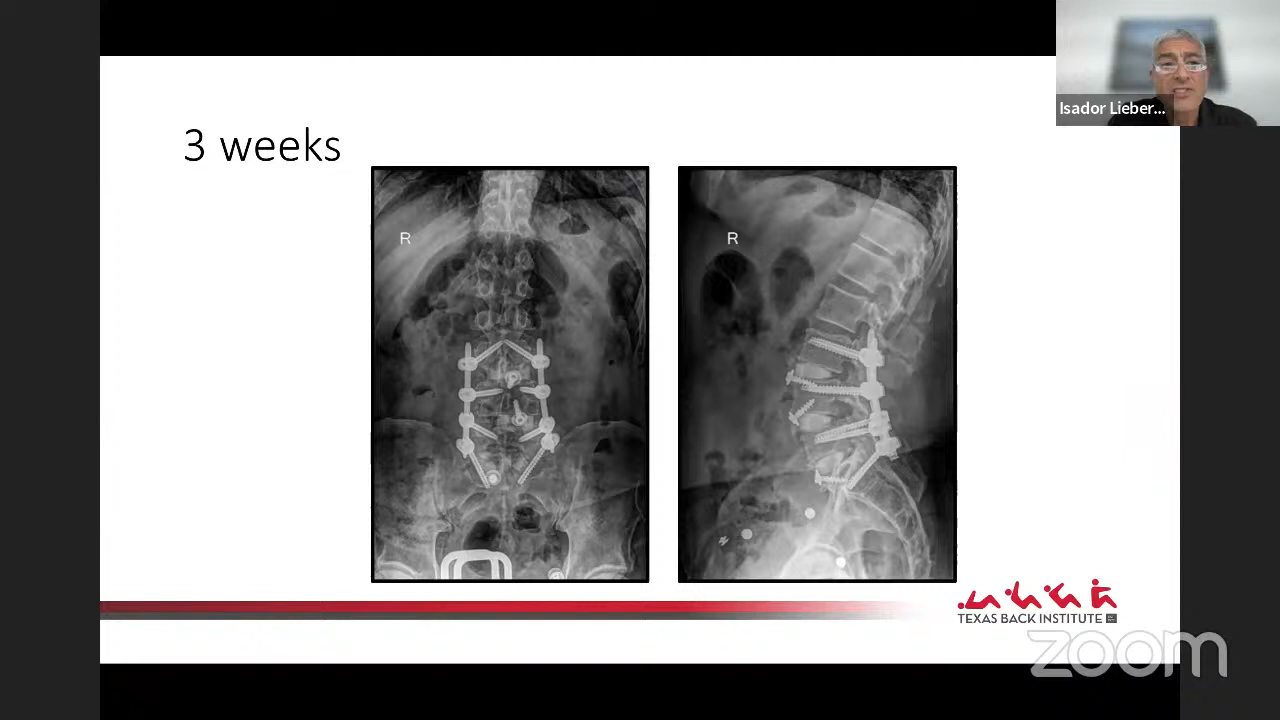 Isador Lieber...
3 weeks
R
R
TEXAS BACK INSTITUTE
zoom